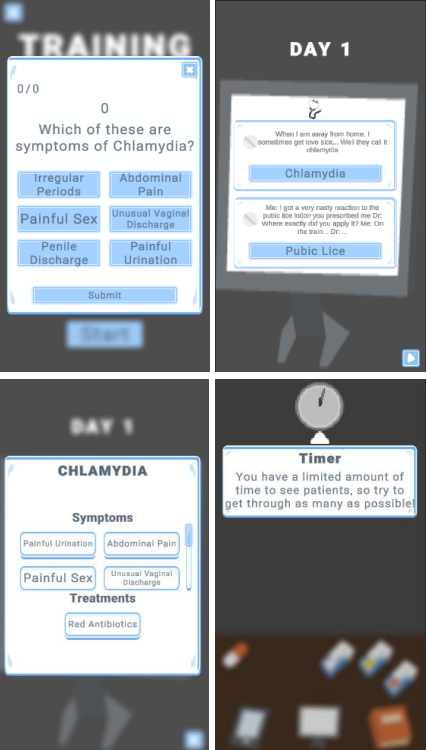 TRAINING
0/0
0
Which of these are
symptoms of Chlamydia?
Irregular
Periods
Abdominal
Pain
Painful Sex
Unusual Vaginal
Discharge
Penile
Discharge
Painful
Urination
Submit
Start
DAY 1
When I am away from home, I
sometimes get love sick... Well they call it
chlamydia
Chlamydia
Me: I got a very nasty reaction to the
pubic lice lotion you prescribed me Dr:
Where exactly did you apply it? Me: On
the train... Dr: ...
Pubic Lice
DAY 1
CHLAMYDIA
Symptoms
Painful Urination
Abdominal Pain
Painful Sex
Unusual Vaginal
Discharge
Treatments
Red Antibiotics
Timer
You have a limited amount of
time to see patients, so try to
get through as many as possible!